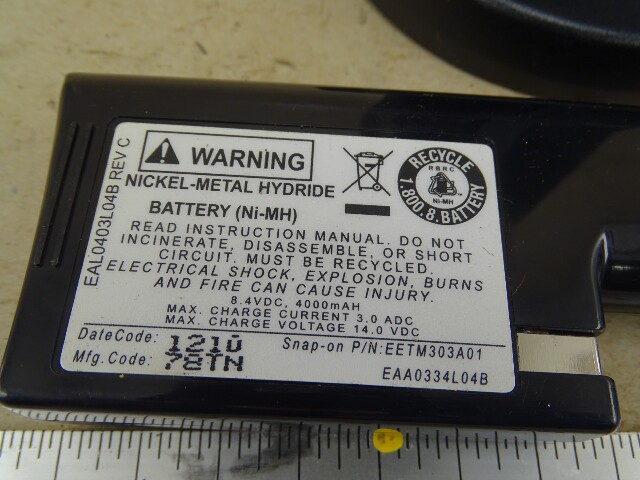 EAL0403L04B REV C
WARNING
NICKEL-METAL HYDRIDE
BATTERY (Ni-MH)
RECYCLE
RBRC
Ni-MH
1.800.8.BATTERY
READ INSTRUCTION MANUAL. DO NOT
INCINERATE, DISASSEMBLE, OR SHORT
CIRCUIT. MUST BE RECYCLED.
ELECTRICAL SHOCK, EXPLOSION, BURNS
AND FIRE CAN CAUSE INJURY.
8.4VDC, 4000mAH
MAX. CHARGE CURRENT 3.0 ADC
MAX. CHARGE VOLTAGE 14.0 VDC
DateCode: 1210
Snap-on P/N:EETM303A01
Mfg.Code: 78TN
EAA0334L04B